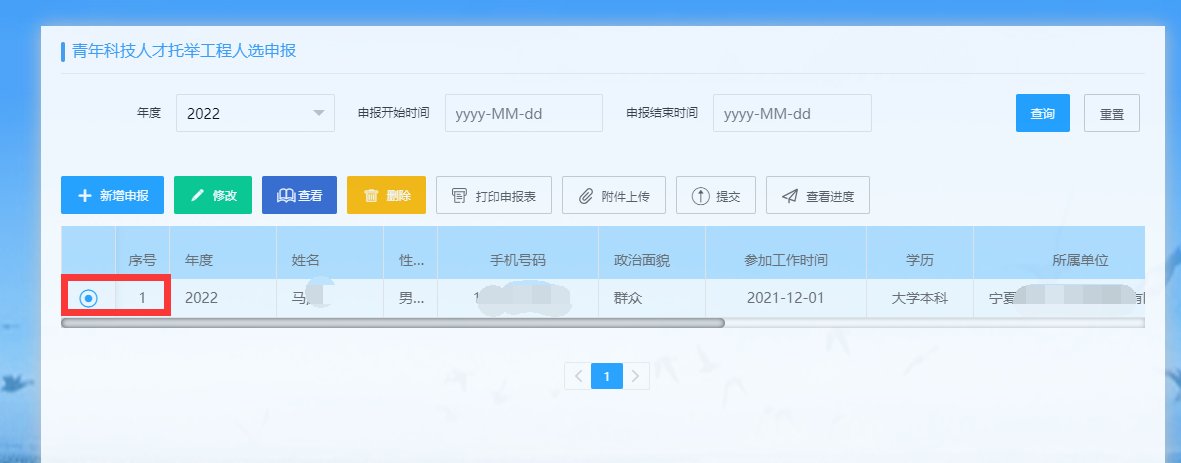 青年科技人才托举工程人选申报
年度 2022 申报开始时间 yyyy-MM-dd 申报结束时间 yyyy-MM-dd 查询 重置
新增申报 修改 查看 删除 打印申报表 附件上传 提交 查看进度
序号 年度 姓名 性... 手机号码 政治面貌 参加工作时间 学历 所属单位
1 2022 马 男... 1 群众 2021-12-01 大学本科 宁夏
1